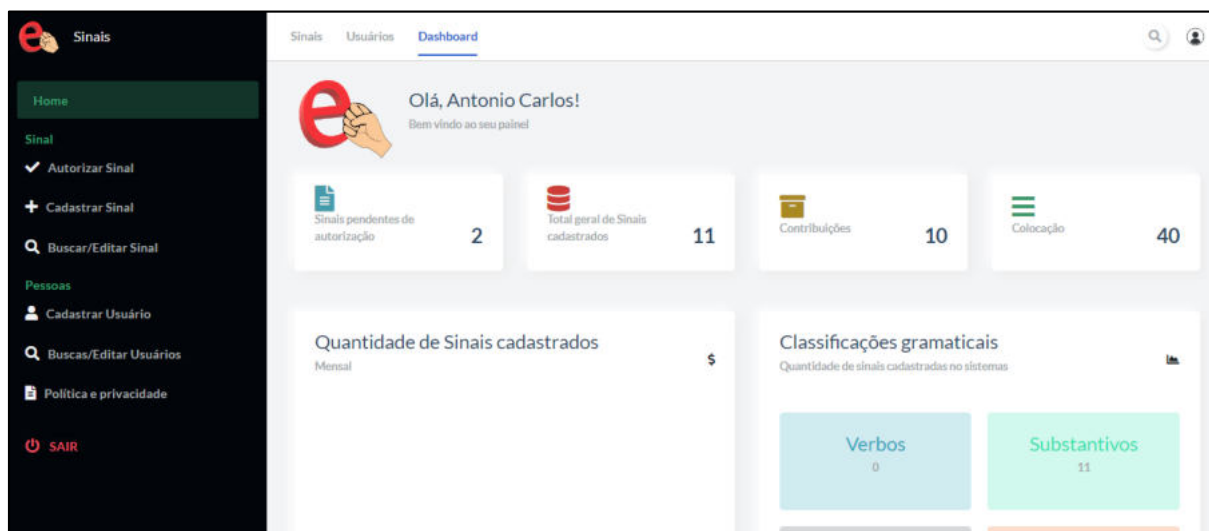 e Sinais
Home
Sinal
Autorizar Sinal
Cadastrar Sinal
Buscar/Editar Sinal
Pessoas
Cadastrar Usuário
Buscas/Editar Usuários
Política e privacidade
SAIR
Sinais Usuários Dashboard
e
Olá, Antonio Carlos!
Bem vindo ao seu painel
Sinais pendentes de
autorização 2
Total geral de Sinais
cadastrados 11
Contribuições 10
Colocação 40
Quantidade de Sinais cadastrados
Mensal $
Classificações gramaticais
Quantidade de sinais cadastradas no sistemas
Verbos
0
Substantivos
11